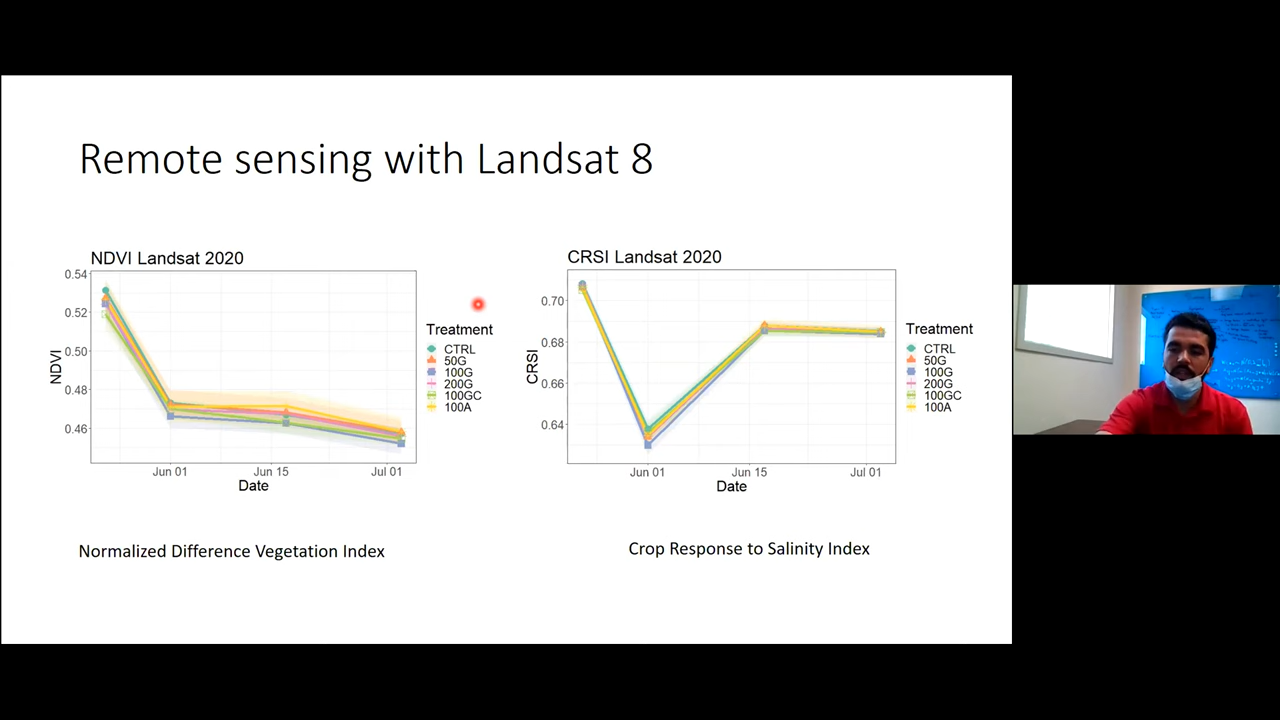 Remote sensing with Landsat 8
NDVI Landsat 2020
0.54
0.52
0.50
0.48
0.46
NDVI
Jun 01
Jun 15
Jul 01
Date
Treatment
CTRL
50G
100G
200G
100GC
100A
Normalized Difference Vegetation Index
CRSI Landsat 2020
0.70
0.68
0.66
0.64
CRSI
Jun 01
Jun 15
Jul 01
Date
Treatment
CTRL
50G
100G
200G
100GC
100A
Crop Response to Salinity Index